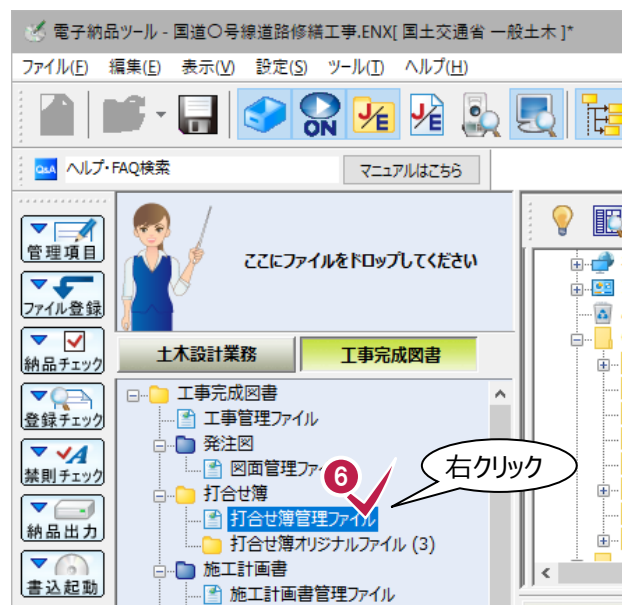 電子納品ツール - 国道〇号線道路修繕工事.ENX[ 国土交通省 一般土木 ]*
ファイル(F) 編集(E) 表示(V) 設定(S) ツール(T) ヘルプ(H)
ON J/E J/E
Q&A ヘルプ・FAQ検索 マニュアルはこちら
管理項目
ファイル登録
納品チェック
登録チェック
禁則チェック
納品出力
書込起動
ここにファイルをドロップしてください
土木設計業務 工事完成図書
工事完成図書
工事管理ファイル
発注図
図面管理ファ
6 右クリック
打合せ簿
打合せ簿管理ファイル
打合せ簿オリジナルファイル (3)
施工計画書
施工計画書管理ファイル